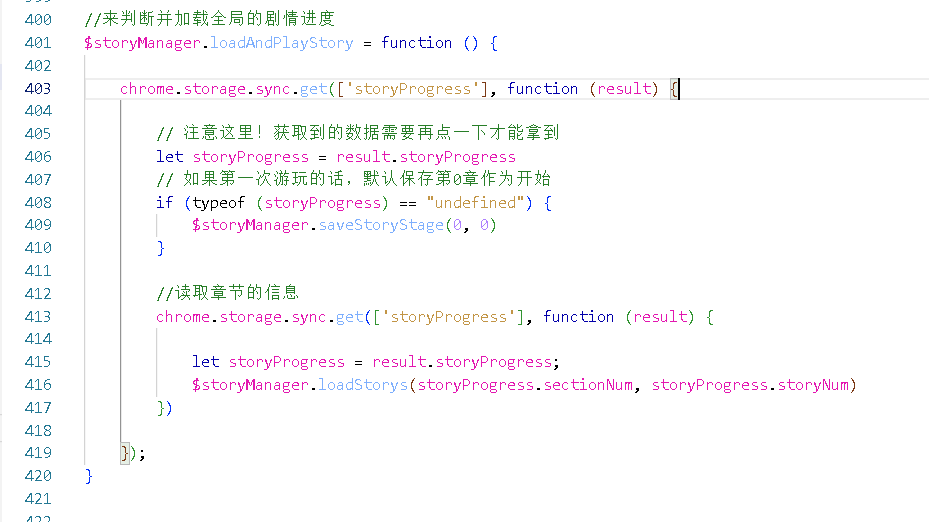 400 //来判断并加载全局的剧情进度
401 $storyManager.loadAndPlayStory = function () {
402
403 chrome.storage.sync.get(['storyProgress'], function (result) {
404
405 // 注意这里！获取到的数据需要再点一下才能拿到
406 let storyProgress = result.storyProgress
407 // 如果第一次游玩的话，默认保存第0章作为开始
408 if (typeof (storyProgress) == "undefined") {
409 $storyManager.saveStoryStage(0, 0)
410 }
411
412 //读取章节的信息
413 chrome.storage.sync.get(['storyProgress'], function (result) {
414
415 let storyProgress = result.storyProgress;
416 $storyManager.loadStorys(storyProgress.sectionNum, storyProgress.storyNum)
417 })
418
419 });
420 }
421